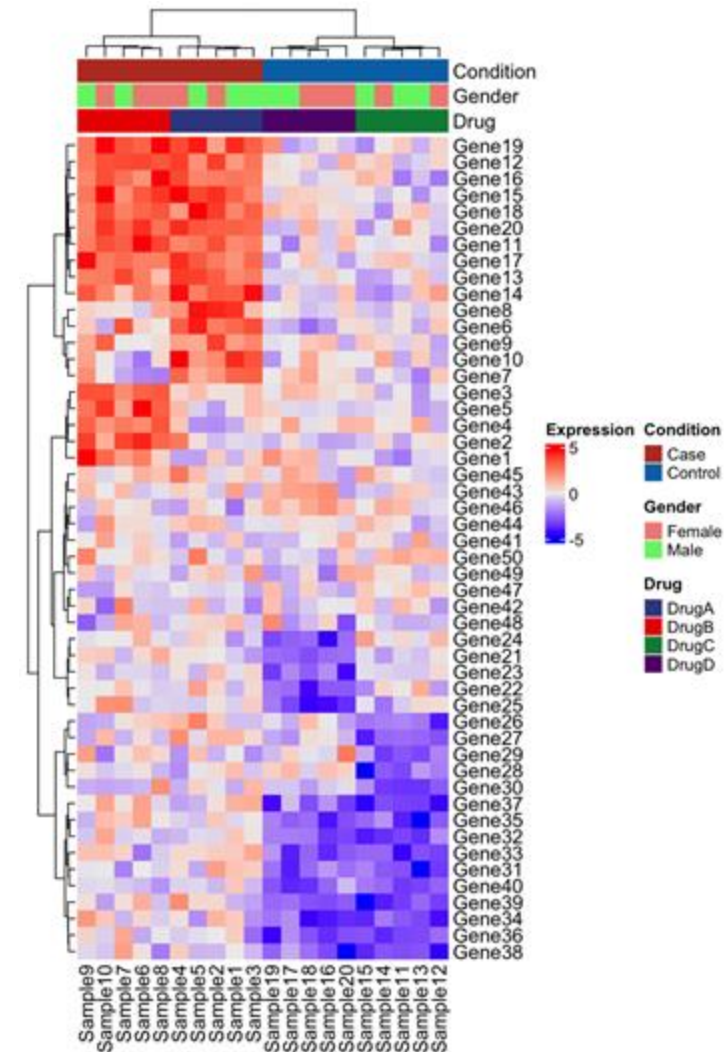 Condition
Gender
Drug
Gene19
Gene12
Gene16
Gene15
Gene18
Gene20
Gene11
Gene17
Gene13
Gene14
Gene8
Gene6
Gene9
Gene10
Gene7
Gene3
Gene5
Gene4
Gene2
Gene1
Gene45
Gene43
Gene46
Gene44
Gene41
Gene50
Gene49
Gene47
Gene42
Gene48
Gene24
Gene21
Gene23
Gene22
Gene25
Gene26
Gene27
Gene29
Gene28
Gene30
Gene37
Gene35
Gene32
Gene33
Gene31
Gene40
Gene39
Gene34
Gene36
Gene38
Sample9
Sample10
Sample7
Sample6
Sample8
Sample4
Sample5
Sample2
Sample1
Sample3
Sample19
Sample17
Sample18
Sample16
Sample20
Sample15
Sample14
Sample11
Sample13
Sample12
Expression
5
0
-5
Condition
Case
Control
Gender
Female
Male
Drug
DrugA
DrugB
DrugC
DrugD